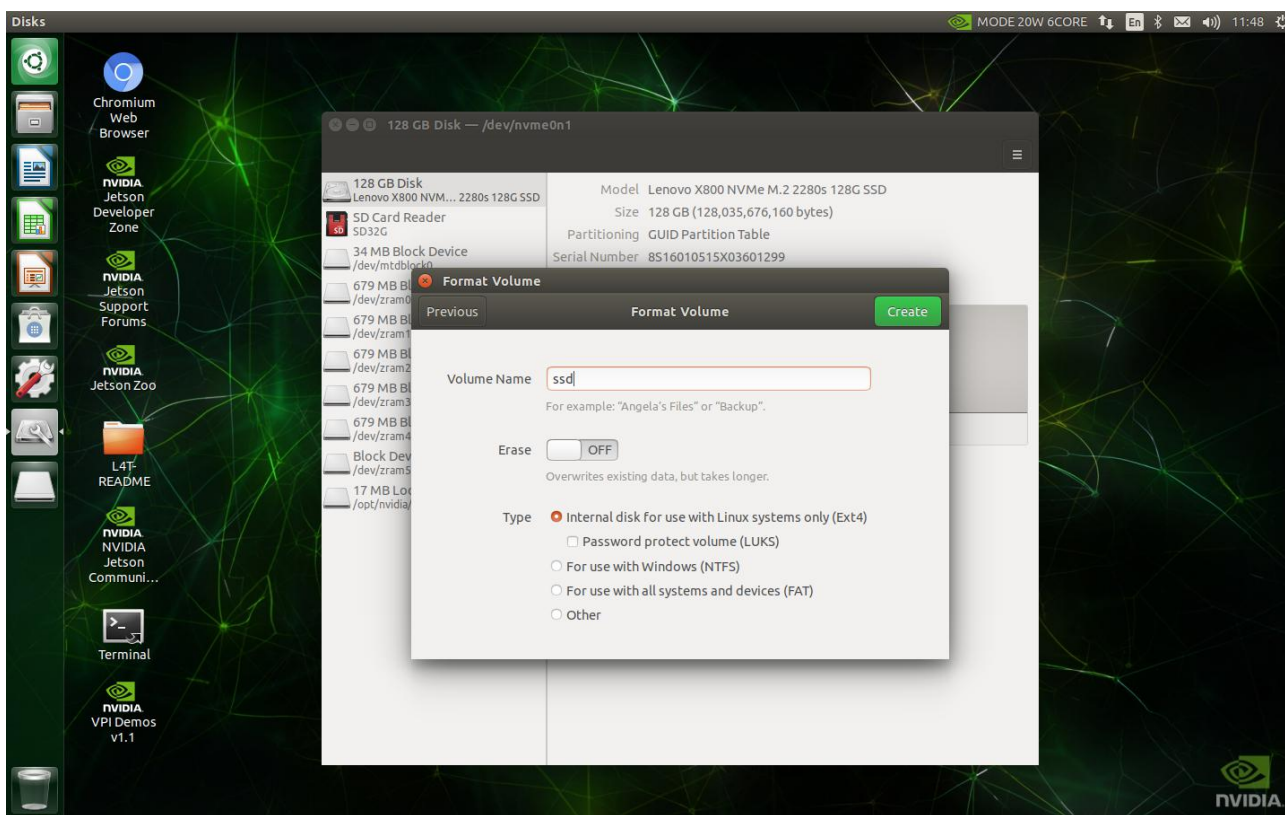 Disks
MODE 20W 6CORE
En
11:48
Chromium
Web
Browser
NVIDIA.
Jetson
Developer
Zone
NVIDIA.
Jetson
Support
Forums
NVIDIA.
Jetson Zoo
L4T-
README
NVIDIA.
NVIDIA
Jetson
Communi...
>_
Terminal
NVIDIA.
VPI Demos
v1.1
128 GB Disk — /dev/nvme0n1
128 GB Disk
Lenovo X800 NVM... 2280s 128G SSD
SD
SD Card Reader
SD32G
34 MB Block Device
/dev/mtdblock0
679 MB Bl
/dev/zram0
679 MB Bl
/dev/zram1
679 MB Bl
/dev/zram2
679 MB Bl
/dev/zram3
679 MB Bl
/dev/zram4
Block Dev
/dev/zram5
17 MB Loo
/opt/nvidia/
Model Lenovo X800 NVMe M.2 2280s 128G SSD
Size 128 GB (128,035,676,160 bytes)
Partitioning GUID Partition Table
Serial Number 8S16010515X03601299
Format Volume
Previous
Format Volume
Create
Volume Name ssd
For example: “Angela’s Files” or “Backup”.
Erase OFF
Overwrites existing data, but takes longer.
Type Internal disk for use with Linux systems only (Ext4)
Password protect volume (LUKS)
For use with Windows (NTFS)
For use with all systems and devices (FAT)
Other
NVIDIA.